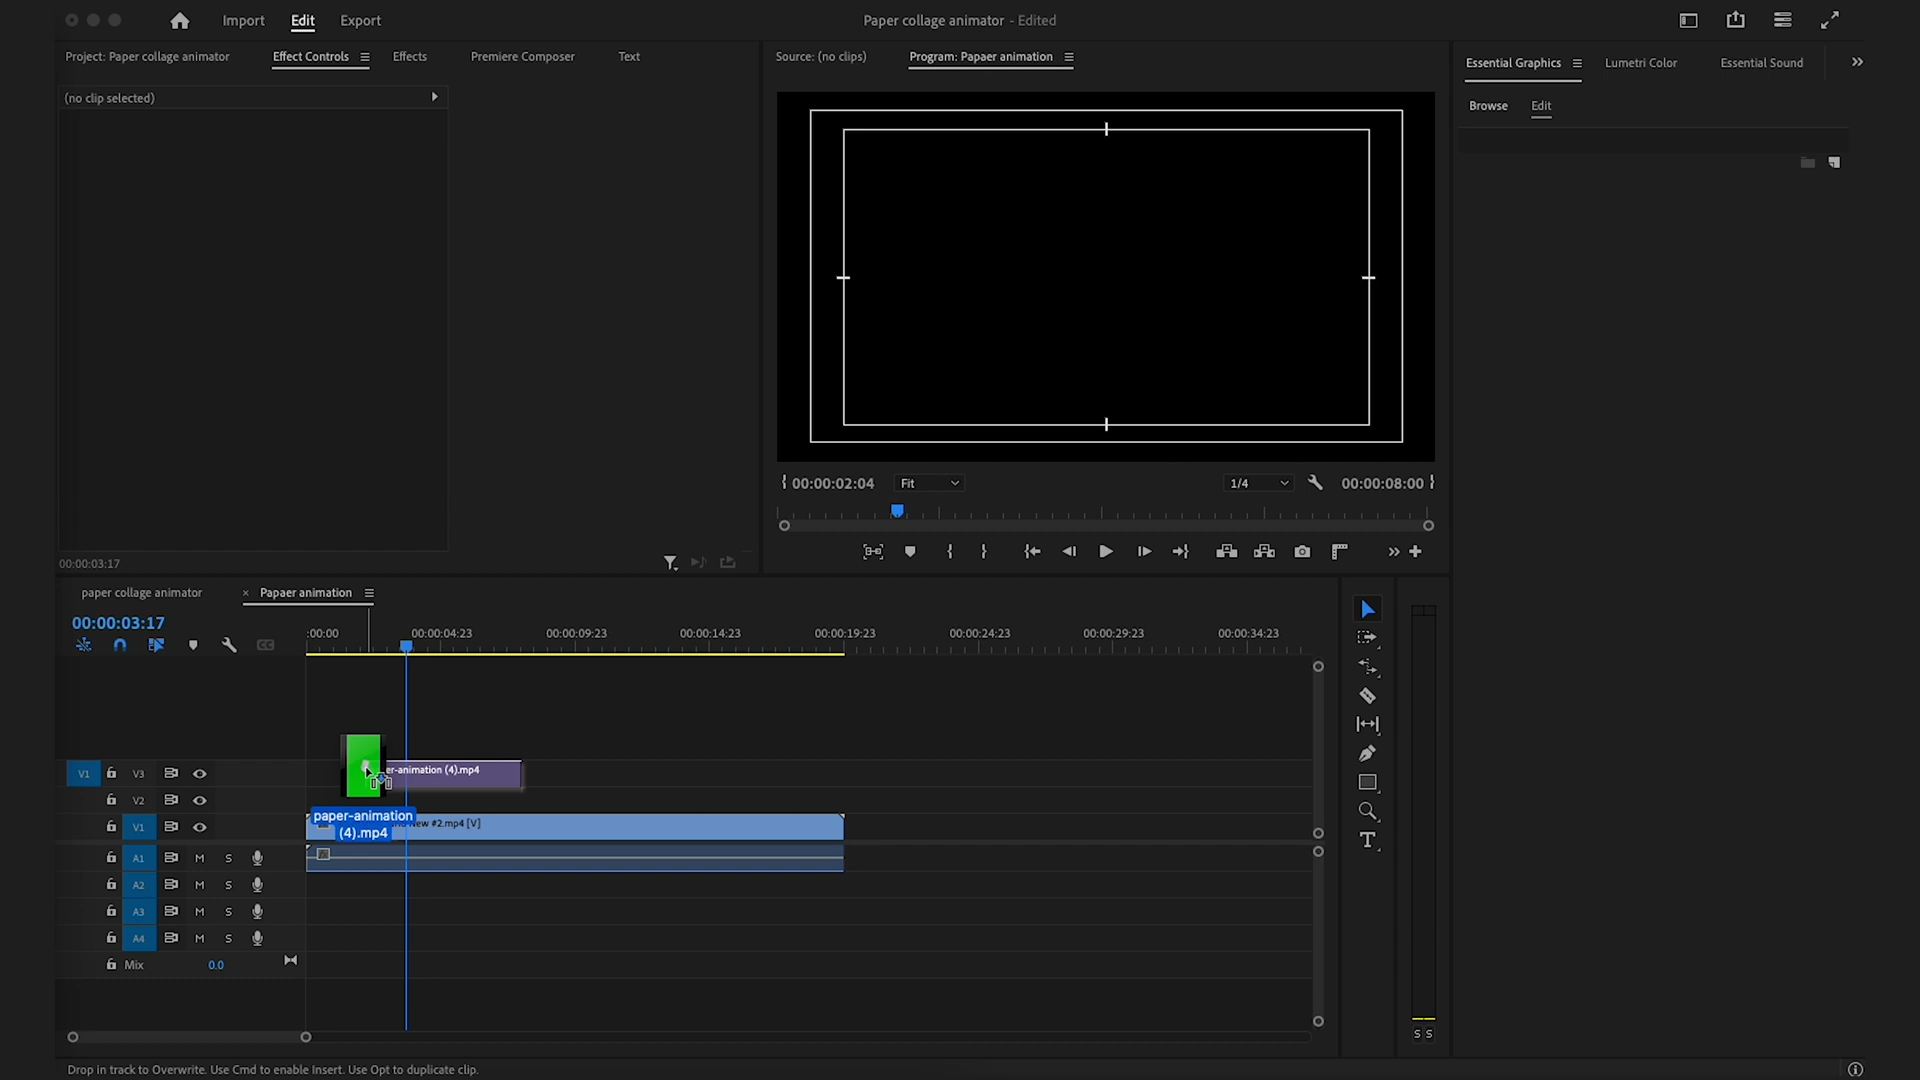 Import
Edit
Export
Paper collage animator - Edited
Project: Paper collage animator
Effect Controls
Effects
Premiere Composer
Text
Source: (no clips)
Program: Papaer animation
Essential Graphics
Lumetri Color
Essential Sound
(no clip selected)
Browse
Edit
00:00:02:04
Fit
1/4
00:00:08:00
00:00:03:17
paper collage animator
× Papaer animation
00:00:03:17
:00:00
00:00:04:23
00:00:09:23
00:00:14:23
00:00:19:23
00:00:24:23
00:00:29:23
00:00:34:23
V1
V3
er-animation (4).mp4
V2
paper-animation
(4).mp4
V1
New #2.mp4 [V]
A1 M S
A2 M S
A3 M S
A4 M S
Mix
0.0
S S
Drop in track to Overwrite. Use Cmd to enable Insert. Use Opt to duplicate clip.